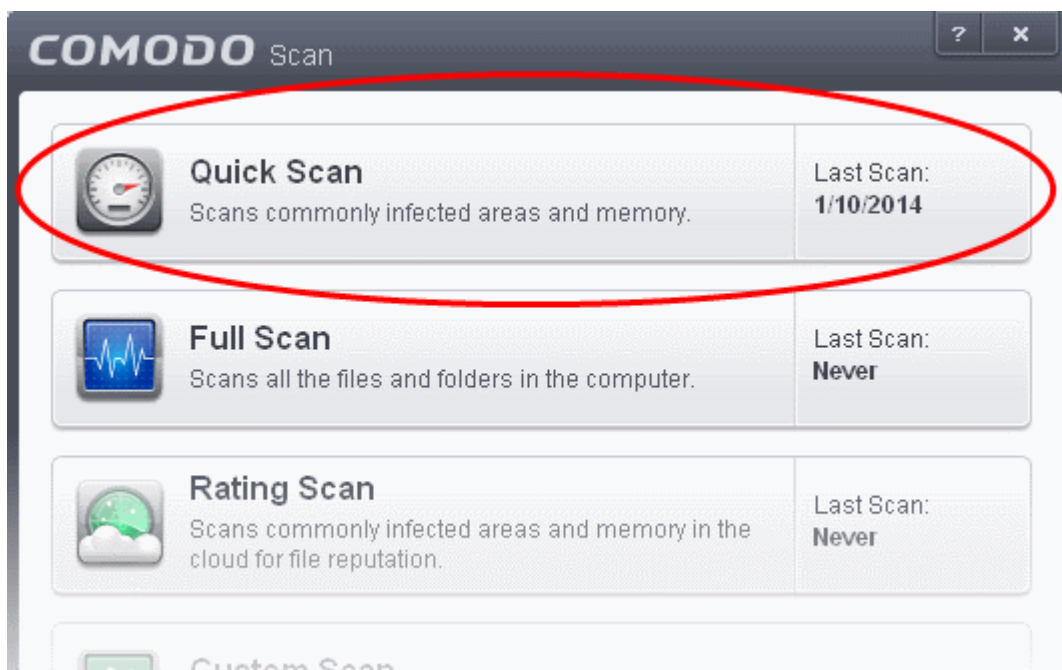 COMODO Scan
? x
Quick Scan
Scans commonly infected areas and memory.
Last Scan:
1/10/2014
Full Scan
Scans all the files and folders in the computer.
Last Scan:
Never
Rating Scan
Scans commonly infected areas and memory in the
cloud for file reputation.
Last Scan:
Never
Custom Scan